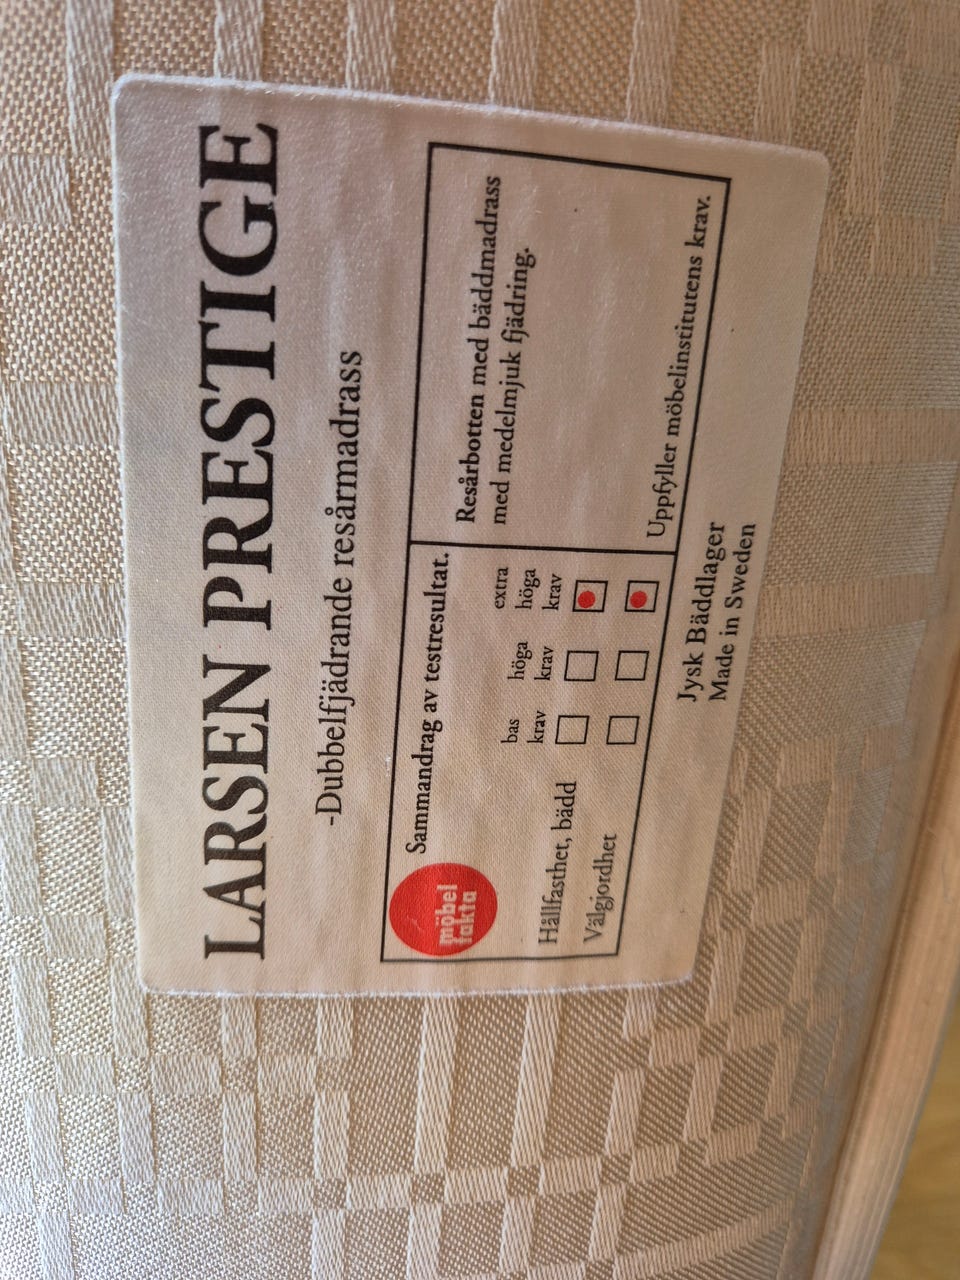 LARSEN PRESTIGE
-Dubbelfjädrande resårmadrass
möbel
fakta
Sammandrag av testresultat.
bas
krav
höga
krav
extra
höga
krav
Hällfasthet, bädd
Välgjordhet
Resårbotten med bäddmadrass
med medelmjuk fjädring.
Uppfyller möbelinstitutens krav.
Jysk Bäddlager
Made in Sweden